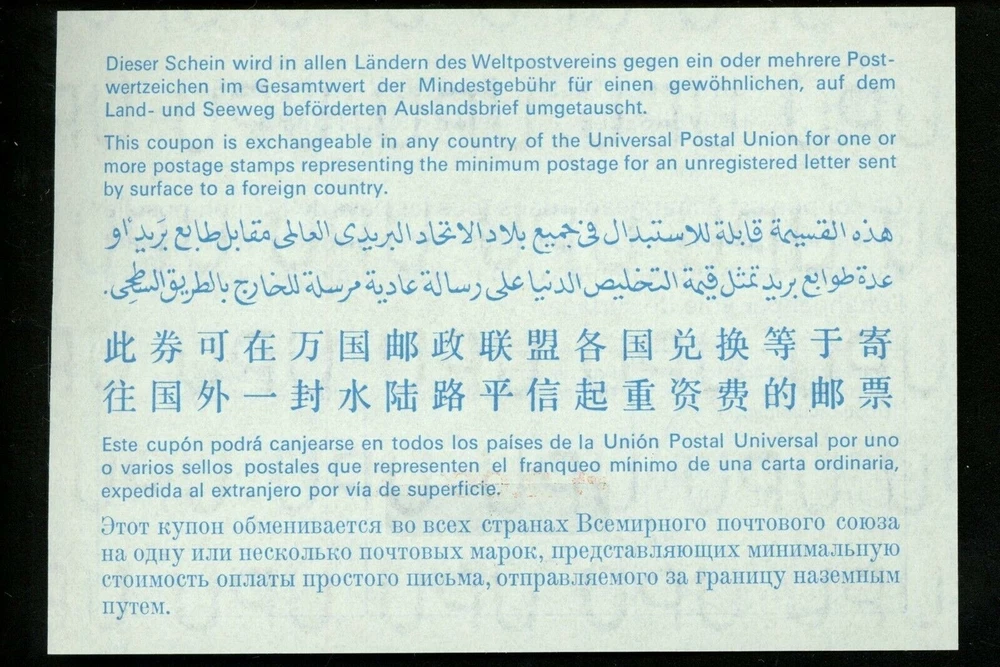 Dieser Schein wird in allen Ländern des Weltpostvereins gegen ein oder mehrere Post-
wertzeichen im Gesamtwert der Mindestgebühr für einen gewöhnlichen, auf dem
Land- und Seeweg beförderten Auslandsbrief umgetauscht.
This coupon is exchangeable in any country of the Universal Postal Union for one or
more postage stamps representing the minimum postage for an unregistered letter sent
by surface to a foreign country.
هذه القسيمة قابلة للاستبدال فى جميع بلاد الاتحاد البريدى العالمى مقابل طابع بريد أو
عدة طوابع بريد تمثل قيمة التخليص الدنيا على رسالة عادية مرسلة للخارج بالطريق السطحى.
此券可在万国邮政联盟各国兑换等于寄
往国外一封水陆路平信起重资费的邮票
Este cupón podrá canjearse en todos los países de la Unión Postal Universal por uno
o varios sellos postales que representen el franqueo mínimo de una carta ordinaria,
expedida al extranjero por vía de superficie.
Этот купон обменивается во всех странах Всемирного почтового союза
на одну или несколько почтовых марок, представляющих минимальную
стоимость оплаты простого письма, отправляемого за границу наземным
путем.